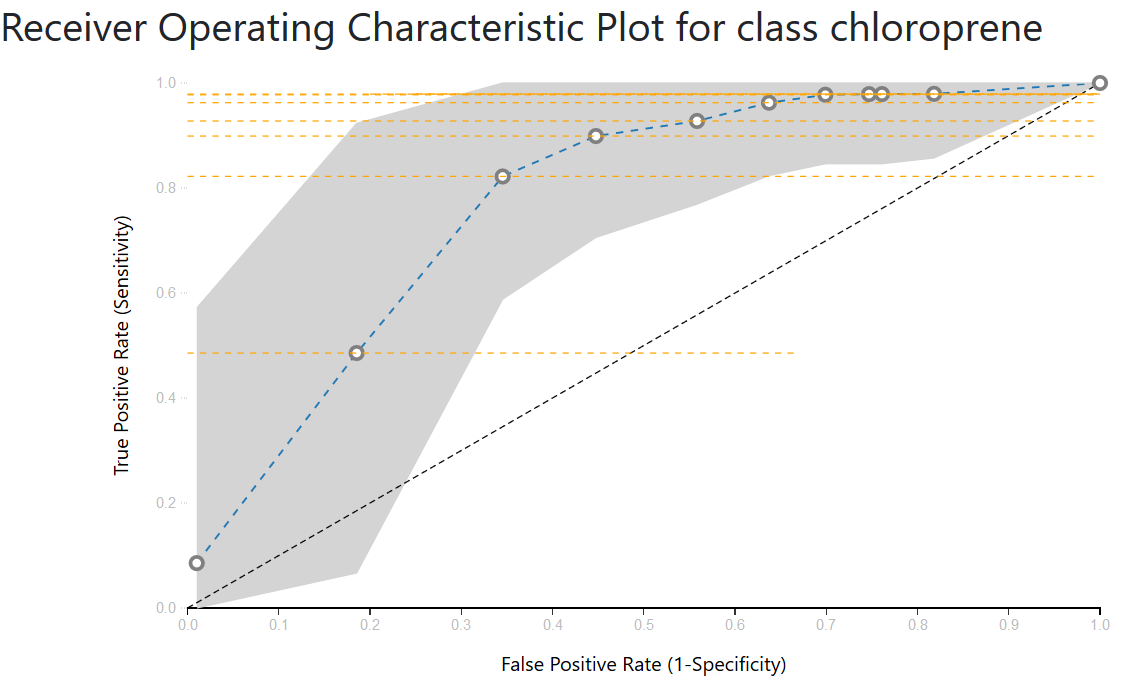 Receiver Operating Characteristic Plot for class chloroprene
1.0
0.8
0.6
0.4
0.2
0.0
True Positive Rate (Sensitivity)
0.0 0.1 0.2 0.3 0.4 0.5 0.6 0.7 0.8 0.9 1.0
False Positive Rate (1-Specificity)